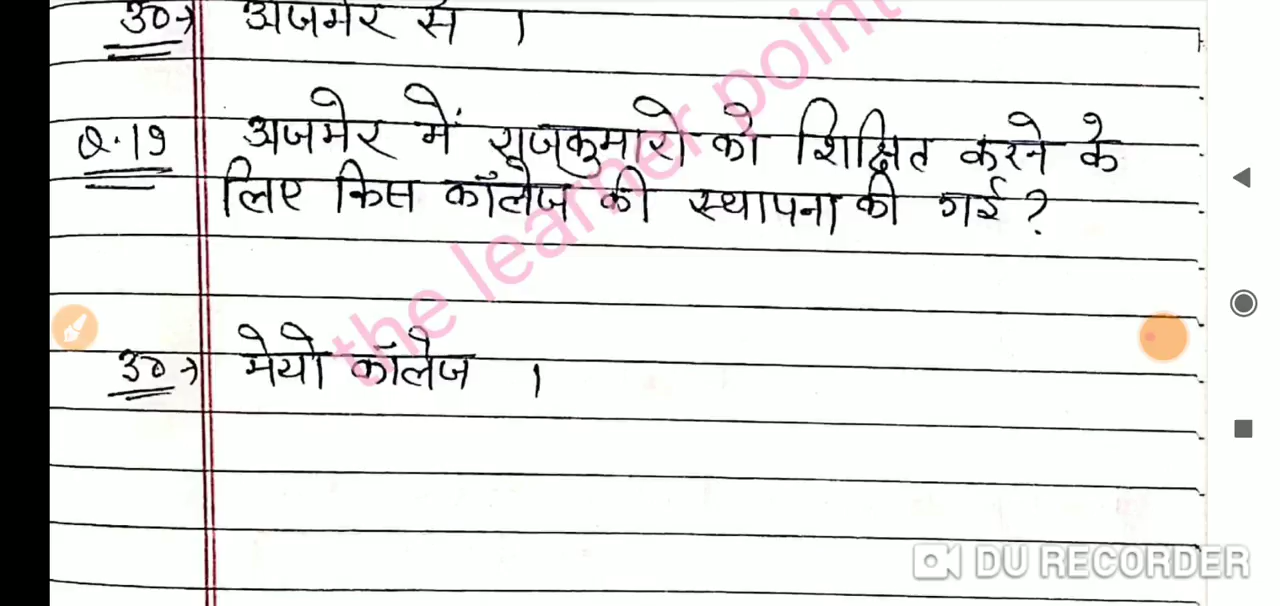 उ०→ अजमेर से ।
Q.19 अजमेर में राजकुमारो को शिक्षित करने के
लिए किस कॉलेज की स्थापना की गई ?
the learner point
उ०→ मेयो कॉलेज ।
DU RECORDER